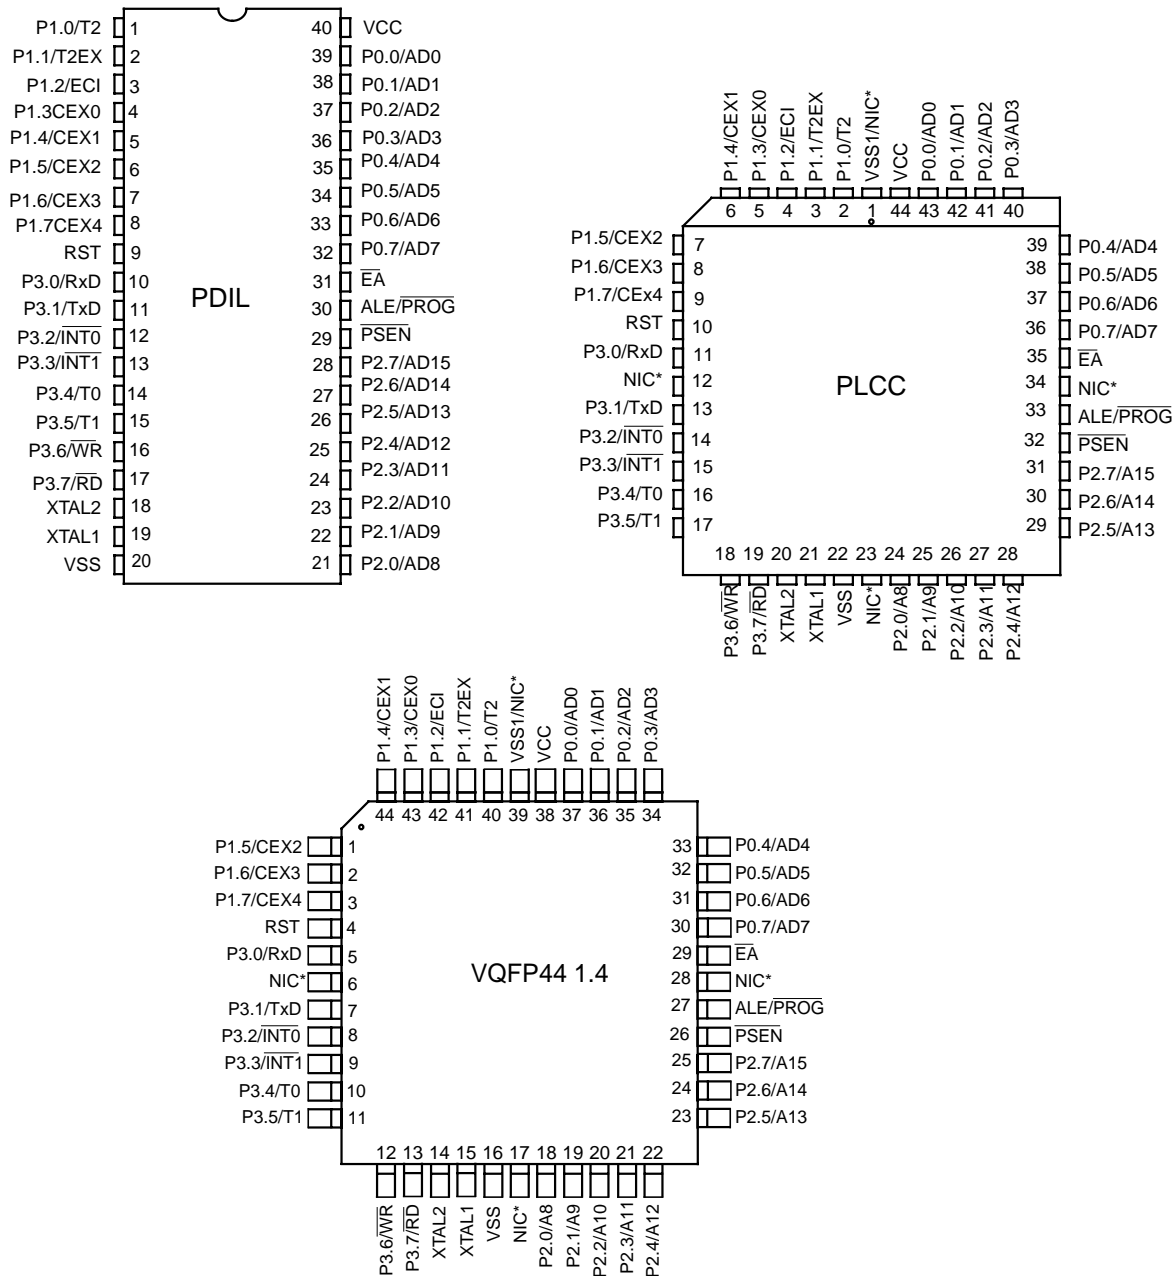 P1.0/T2 1 40 VCC
P1.1/T2EX 2 39 P0.0/AD0
P1.2/ECI 3 38 P0.1/AD1
P1.3CEX0 4 37 P0.2/AD2
P1.4/CEX1 5 36 P0.3/AD3
P1.5/CEX2 6 35 P0.4/AD4
P1.6/CEX3 7 34 P0.5/AD5
P1.7CEX4 8 33 P0.6/AD6
RST 9 32 P0.7/AD7
P3.0/RxD 10 31 EA
P3.1/TxD 11 30 ALE/PROG
P3.2/INT0 12 29 PSEN
P3.3/INT1 13 28 P2.7/AD15
P3.4/T0 14 27 P2.6/AD14
P3.5/T1 15 26 P2.5/AD13
P3.6/WR 16 25 P2.4/AD12
P3.7/RD 17 24 P2.3/AD11
XTAL2 18 23 P2.2/AD10
XTAL1 19 22 P2.1/AD9
VSS 20 21 P2.0/AD8
PDIL
P1.4/CEX1 P1.3/CEX0 P1.2/ECI P1.1/T2EX P1.0/T2 VSS1/NIC* VCC P0.0/AD0 P0.1/AD1 P0.2/AD2 P0.3/AD3
6 5 4 3 2 1 44 43 42 41 40
P1.5/CEX2 7 39 P0.4/AD4
P1.6/CEX3 8 38 P0.5/AD5
P1.7/CEx4 9 37 P0.6/AD6
RST 10 36 P0.7/AD7
P3.0/RxD 11 35 EA
NIC* 12 34 NIC*
P3.1/TxD 13 33 ALE/PROG
P3.2/INT0 14 32 PSEN
P3.3/INT1 15 31 P2.7/A15
P3.4/T0 16 30 P2.6/A14
P3.5/T1 17 29 P2.5/A13
PLCC
18 19 20 21 22 23 24 25 26 27 28
P3.6/WR P3.7/RD XTAL2 XTAL1 VSS NIC* P2.0/A8 P2.1/A9 P2.2/A10 P2.3/A11 P2.4/A12
P1.4/CEX1 P1.3/CEX0 P1.2/ECI P1.1/T2EX P1.0/T2 VSS1/NIC* VCC P0.0/AD0 P0.1/AD1 P0.2/AD2 P0.3/AD3
44 43 42 41 40 39 38 37 36 35 34
P1.5/CEX2 1 33 P0.4/AD4
P1.6/CEX3 2 32 P0.5/AD5
P1.7/CEX4 3 31 P0.6/AD6
RST 4 30 P0.7/AD7
P3.0/RxD 5 29 EA
NIC* 6 28 NIC*
P3.1/TxD 7 27 ALE/PROG
P3.2/INT0 8 26 PSEN
P3.3/INT1 9 25 P2.7/A15
P3.4/T0 10 24 P2.6/A14
P3.5/T1 11 23 P2.5/A13
VQFP44 1.4
12 13 14 15 16 17 18 19 20 21 22
P3.6/WR P3.7/RD XTAL2 XTAL1 VSS NIC* P2.0/A8 P2.1/A9 P2.2/A10 P2.3/A11 P2.4/A12